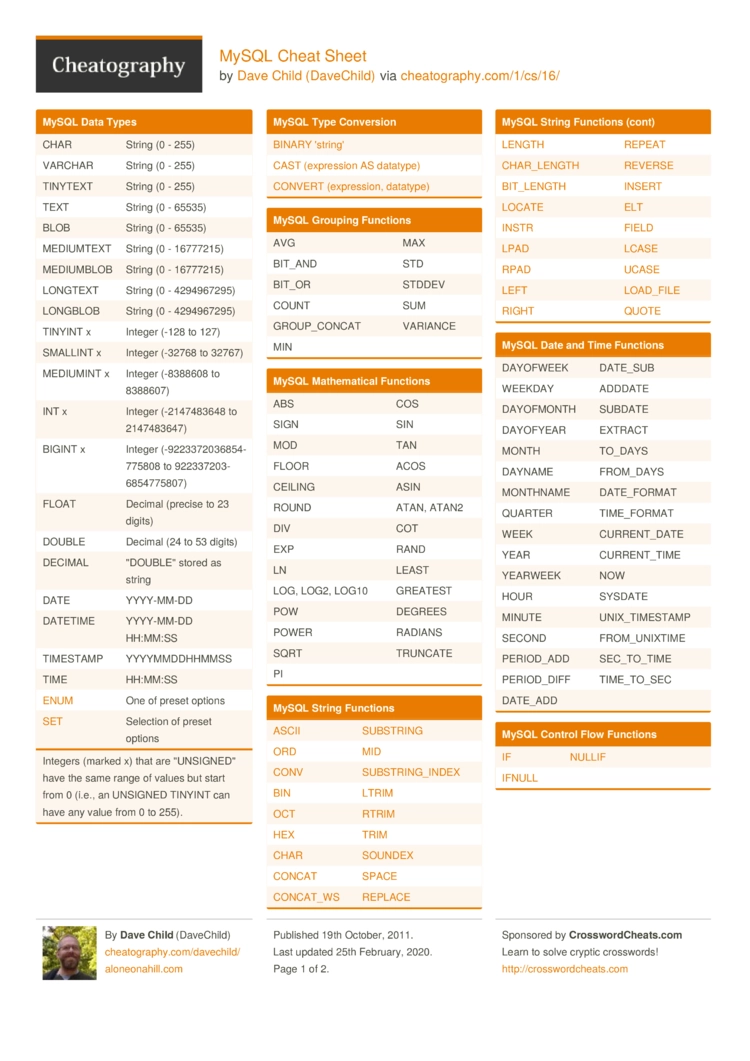 Cheatography
MySQL Cheat Sheet
by Dave Child (DaveChild) via cheatography.com/1/cs/16/
MySQL Data Types
CHAR String (0 - 255)
VARCHAR String (0 - 255)
TINYTEXT String (0 - 255)
TEXT String (0 - 65535)
BLOB String (0 - 65535)
MEDIUMTEXT String (0 - 16777215)
MEDIUMBLOB String (0 - 16777215)
LONGTEXT String (0 - 4294967295)
LONGBLOB String (0 - 4294967295)
TINYINT x Integer (-128 to 127)
SMALLINT x Integer (-32768 to 32767)
MEDIUMINT x Integer (-8388608 to
8388607)
INT x Integer (-2147483648 to
2147483647)
BIGINT x Integer (-9223372036854-
775808 to 922337203-
6854775807)
FLOAT Decimal (precise to 23
digits)
DOUBLE Decimal (24 to 53 digits)
DECIMAL "DOUBLE" stored as
string
DATE YYYY-MM-DD
DATETIME YYYY-MM-DD
HH:MM:SS
TIMESTAMP YYYYMMDDHHMMSS
TIME HH:MM:SS
ENUM One of preset options
SET Selection of preset
options
Integers (marked x) that are "UNSIGNED"
have the same range of values but start
from 0 (i.e., an UNSIGNED TINYINT can
have any value from 0 to 255).
MySQL Type Conversion
BINARY 'string'
CAST (expression AS datatype)
CONVERT (expression, datatype)
MySQL Grouping Functions
AVG MAX
BIT_AND STD
BIT_OR STDDEV
COUNT SUM
GROUP_CONCAT VARIANCE
MIN
MySQL Mathematical Functions
ABS COS
SIGN SIN
MOD TAN
FLOOR ACOS
CEILING ASIN
ROUND ATAN, ATAN2
DIV COT
EXP RAND
LN LEAST
LOG, LOG2, LOG10 GREATEST
POW DEGREES
POWER RADIANS
SQRT TRUNCATE
PI
MySQL String Functions
ASCII SUBSTRING
ORD MID
CONV SUBSTRING_INDEX
BIN LTRIM
OCT RTRIM
HEX TRIM
CHAR SOUNDEX
CONCAT SPACE
CONCAT_WS REPLACE
MySQL String Functions (cont)
LENGTH REPEAT
CHAR_LENGTH REVERSE
BIT_LENGTH INSERT
LOCATE ELT
INSTR FIELD
LPAD LCASE
RPAD UCASE
LEFT LOAD_FILE
RIGHT QUOTE
MySQL Date and Time Functions
DAYOFWEEK DATE_SUB
WEEKDAY ADDDATE
DAYOFMONTH SUBDATE
DAYOFYEAR EXTRACT
MONTH TO_DAYS
DAYNAME FROM_DAYS
MONTHNAME DATE_FORMAT
QUARTER TIME_FORMAT
WEEK CURRENT_DATE
YEAR CURRENT_TIME
YEARWEEK NOW
HOUR SYSDATE
MINUTE UNIX_TIMESTAMP
SECOND FROM_UNIXTIME
PERIOD_ADD SEC_TO_TIME
PERIOD_DIFF TIME_TO_SEC
DATE_ADD
MySQL Control Flow Functions
IF NULLIF
IFNULL
By Dave Child (DaveChild)
cheatography.com/davechild/
aloneonahill.com
Published 19th October, 2011.
Last updated 25th February, 2020.
Page 1 of 2.
Sponsored by CrosswordCheats.com
Learn to solve cryptic crosswords!
http://crosswordcheats.com